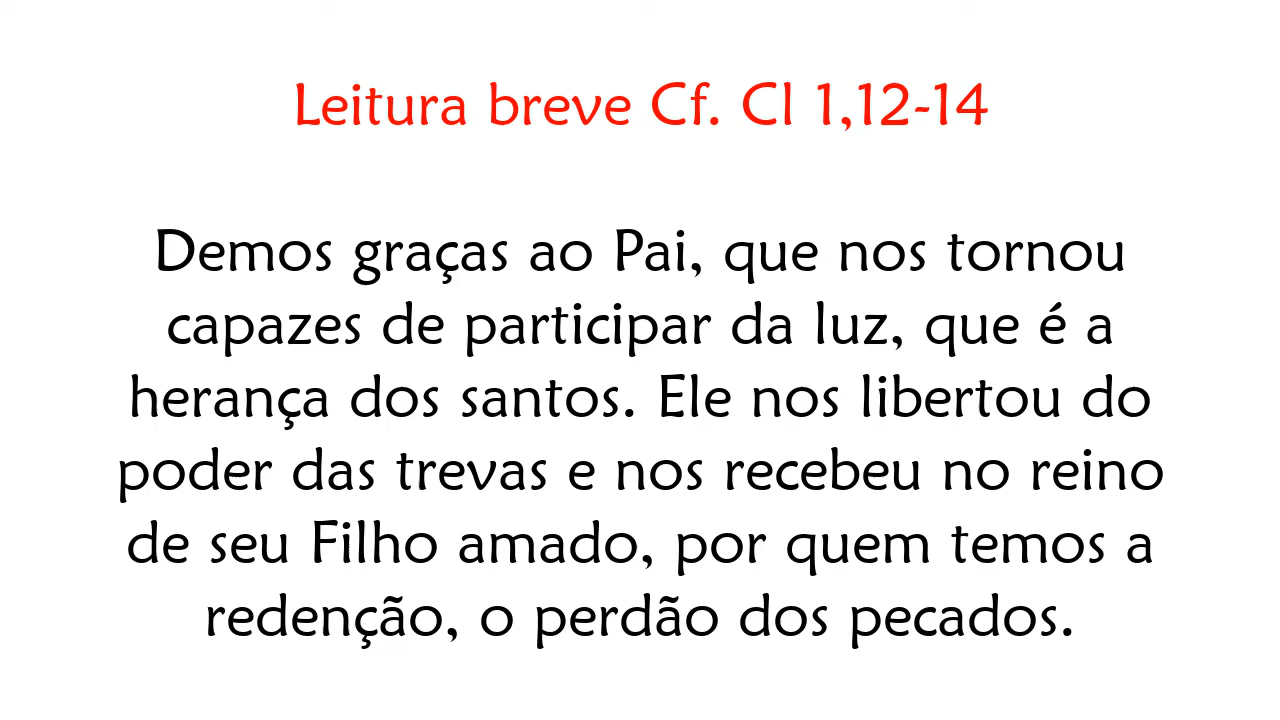 Leitura breve Cf. Cl 1,12-14
Demos graças ao Pai, que nos tornou
capazes de participar da luz, que é a
herança dos santos. Ele nos libertou do
poder das trevas e nos recebeu no reino
de seu Filho amado, por quem temos a
redenção, o perdão dos pecados.